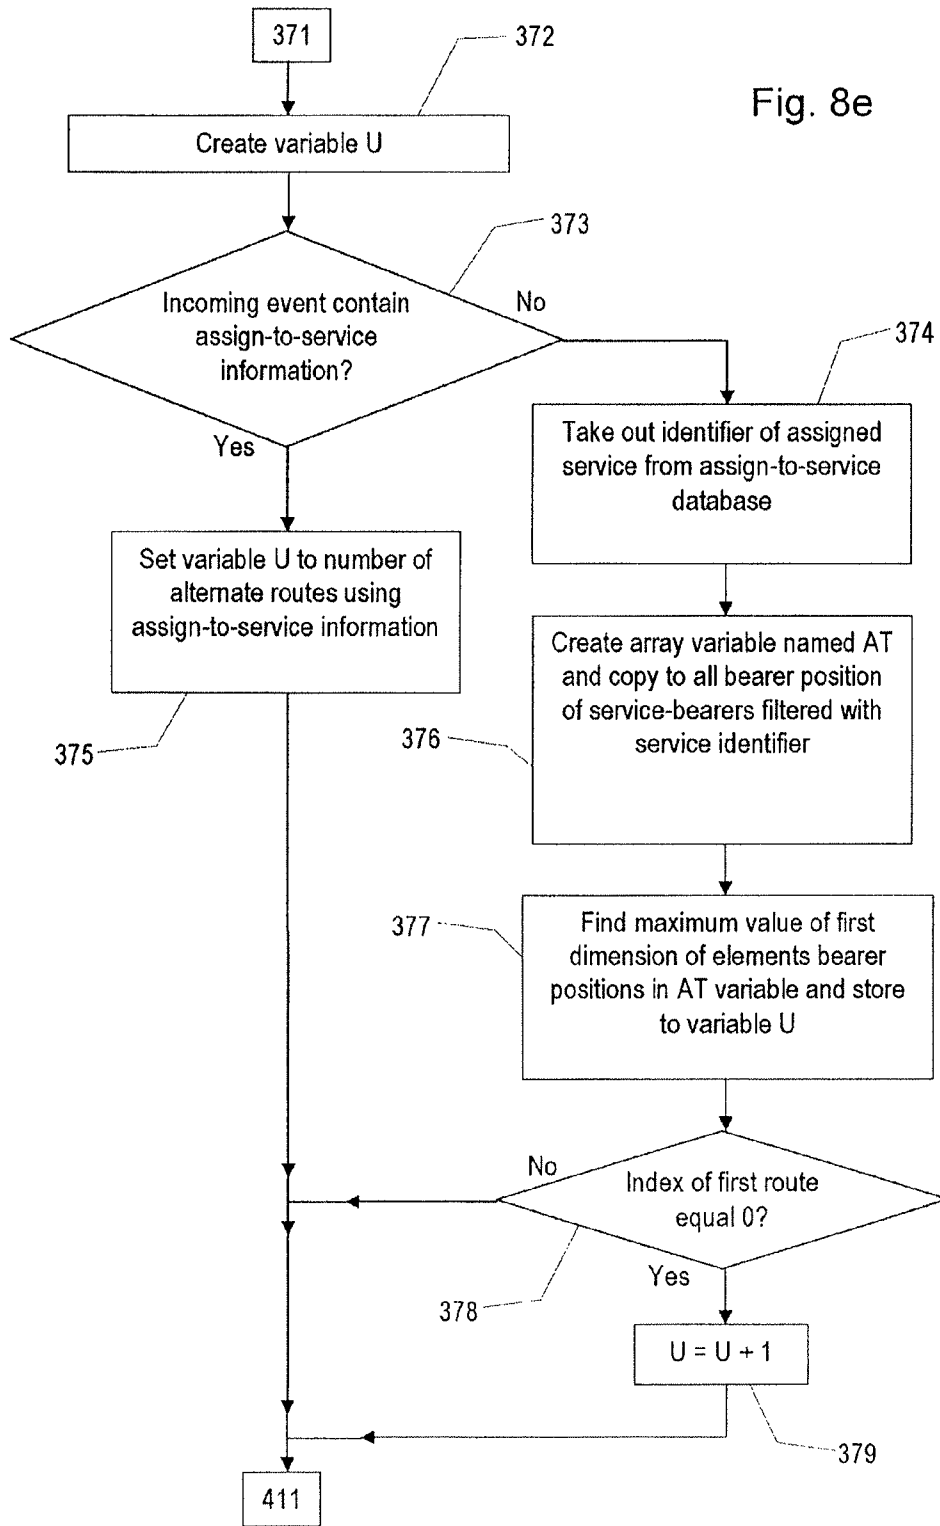 371
372
Fig. 8e
Create variable U
373
Incoming event contain
assign-to-service
information?
No
Yes
374
Take out identifier of assigned
service from assign-to-service
database
Set variable U to number of
alternate routes using
assign-to-service information
375
Create array variable named AT
and copy to all bearer position
of service-bearers filtered with
service identifier
376
377
Find maximum value of first
dimension of elements bearer
positions in AT variable and store
to variable U
No
Index of first route
equal 0?
Yes
378
U = U + 1
379
411